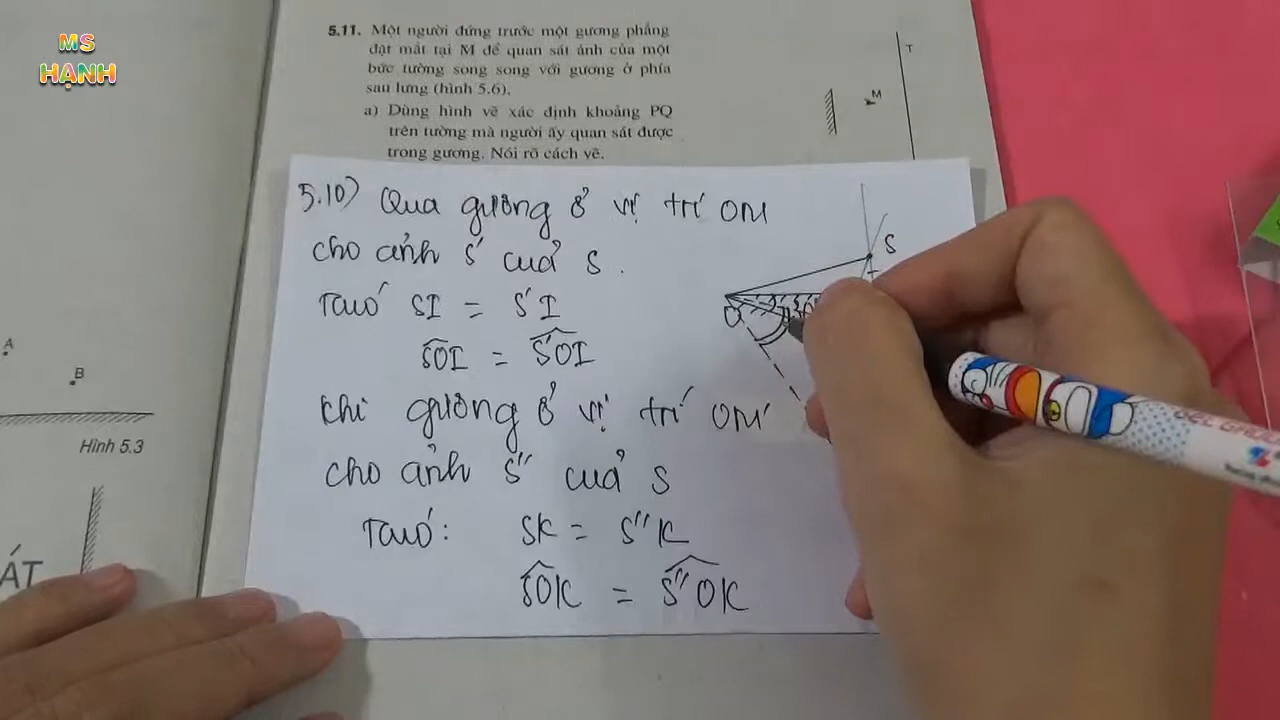 MS
HẠNH
5.11. Một người đứng trước một gương phẳng
đặt mắt tại M để quan sát ảnh của một
bức tường song song với gương ở phía
sau lưng (hình 5.6).
a) Dùng hình vẽ xác định khoảng PQ
trên tường mà người ấy quan sát được
trong gương. Nói rõ cách vẽ.
T
M
5.10) Qua gương ở vị trí OM
cho ảnh S' của S.
Ta có SI = S'I
SOI = S'OI
Khi gương ở vị trí OM'
cho ảnh S'' của S
Ta có: SK = S''K
SOK = S''OK
S
O
A
B
Hình 5.3
ÁT